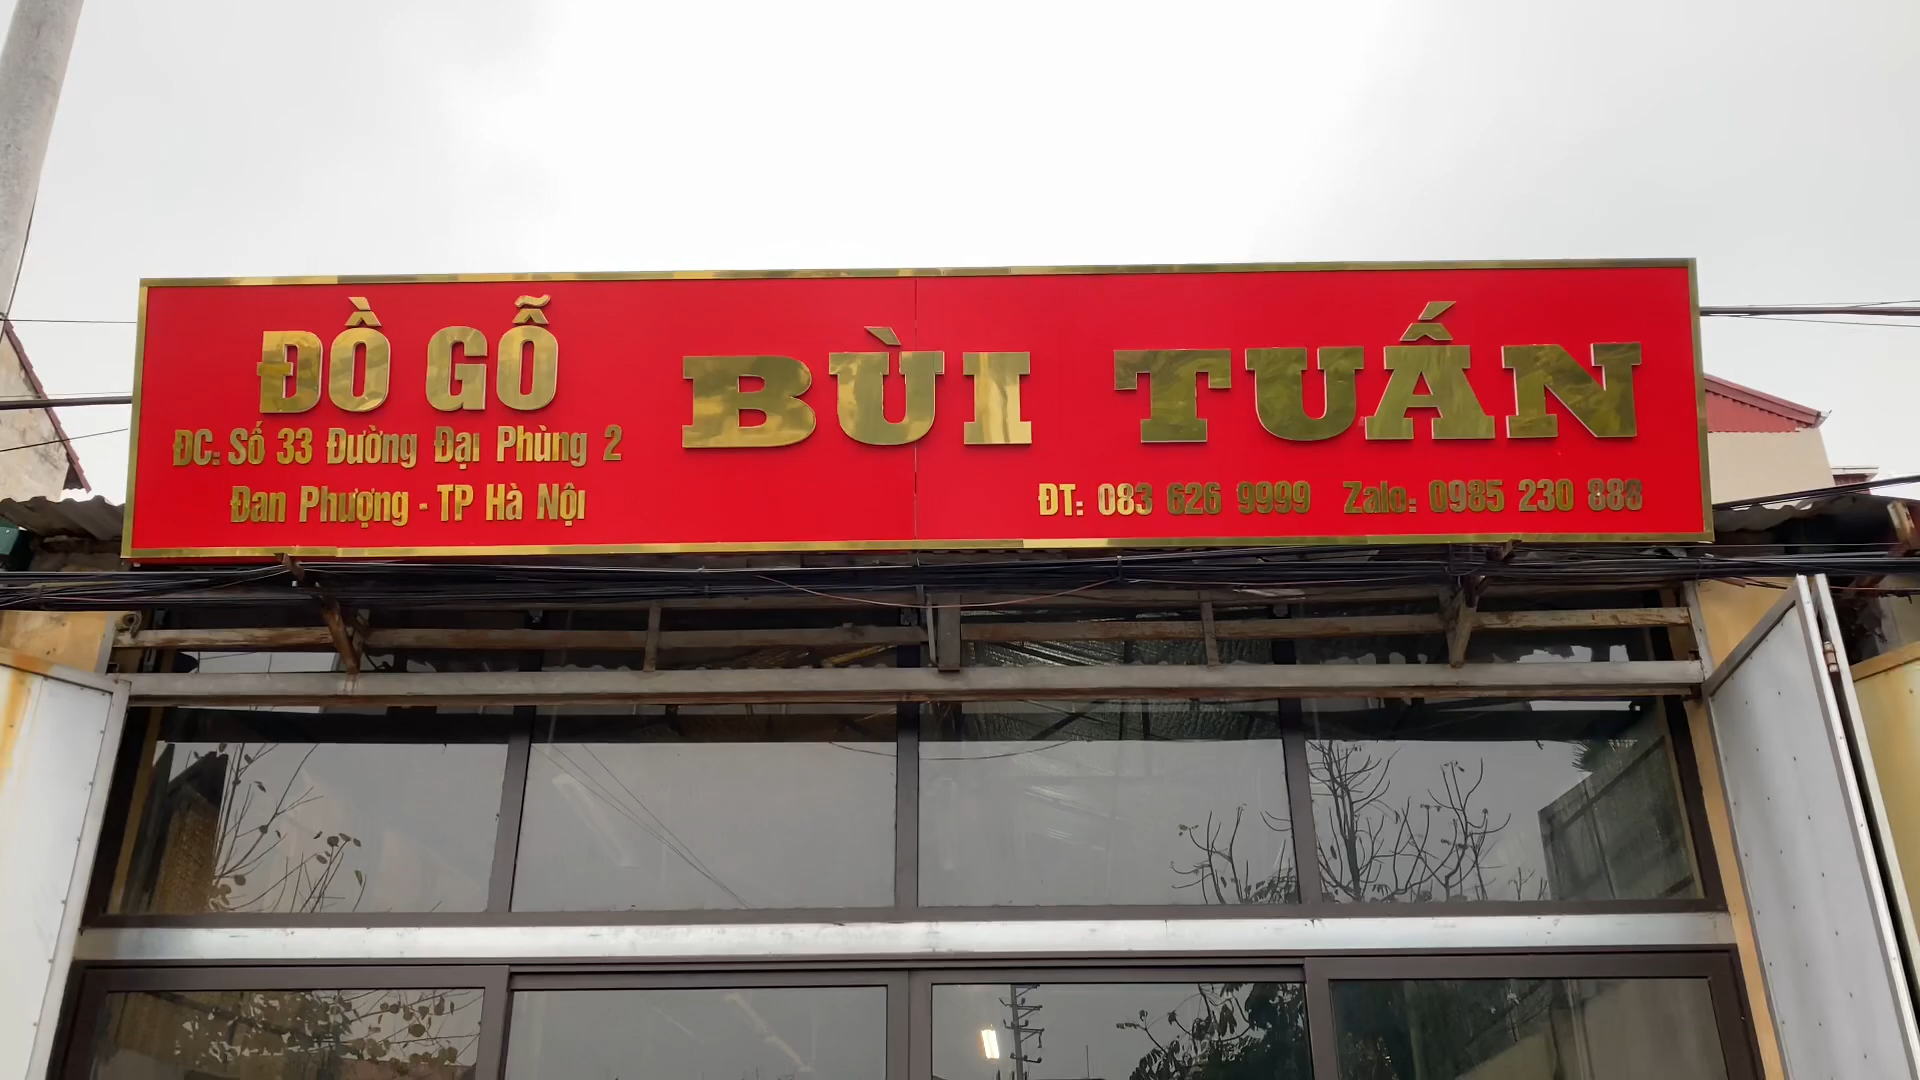 ĐỒ GỖ
BÙI TUẤN
ĐC: Số 33 Đường Đại Phùng 2
Đan Phượng - TP Hà Nội
ĐT: 083 626 9999 Zalo: 0985 230 888